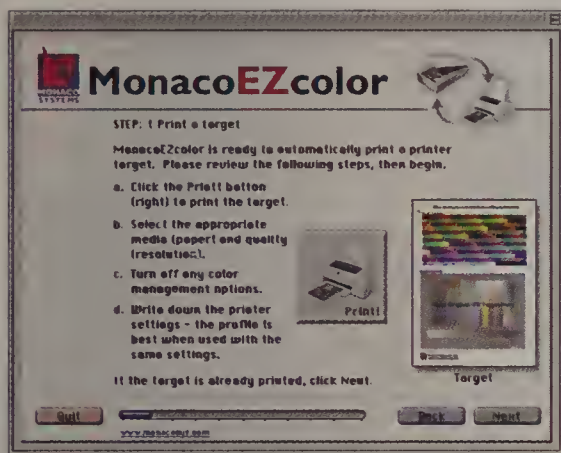 MONACO
SYSTEMS
MonacoEZcolor
STEP: 1 Print a target
MonacoEZcolor is ready to automatically print a printer
target. Please review the following steps, then begin.
a. Click the Print! button
(right) to print the target.
b. Select the appropriate
media (paper) and quality
(resolution).
c. Turn off any color
management options.
d. Write down the printer
settings - the profile is
best when used with the
same settings.
Print!
Target
If the target is already printed, click Next.
Quit
Back
Next
www.monacosys.com